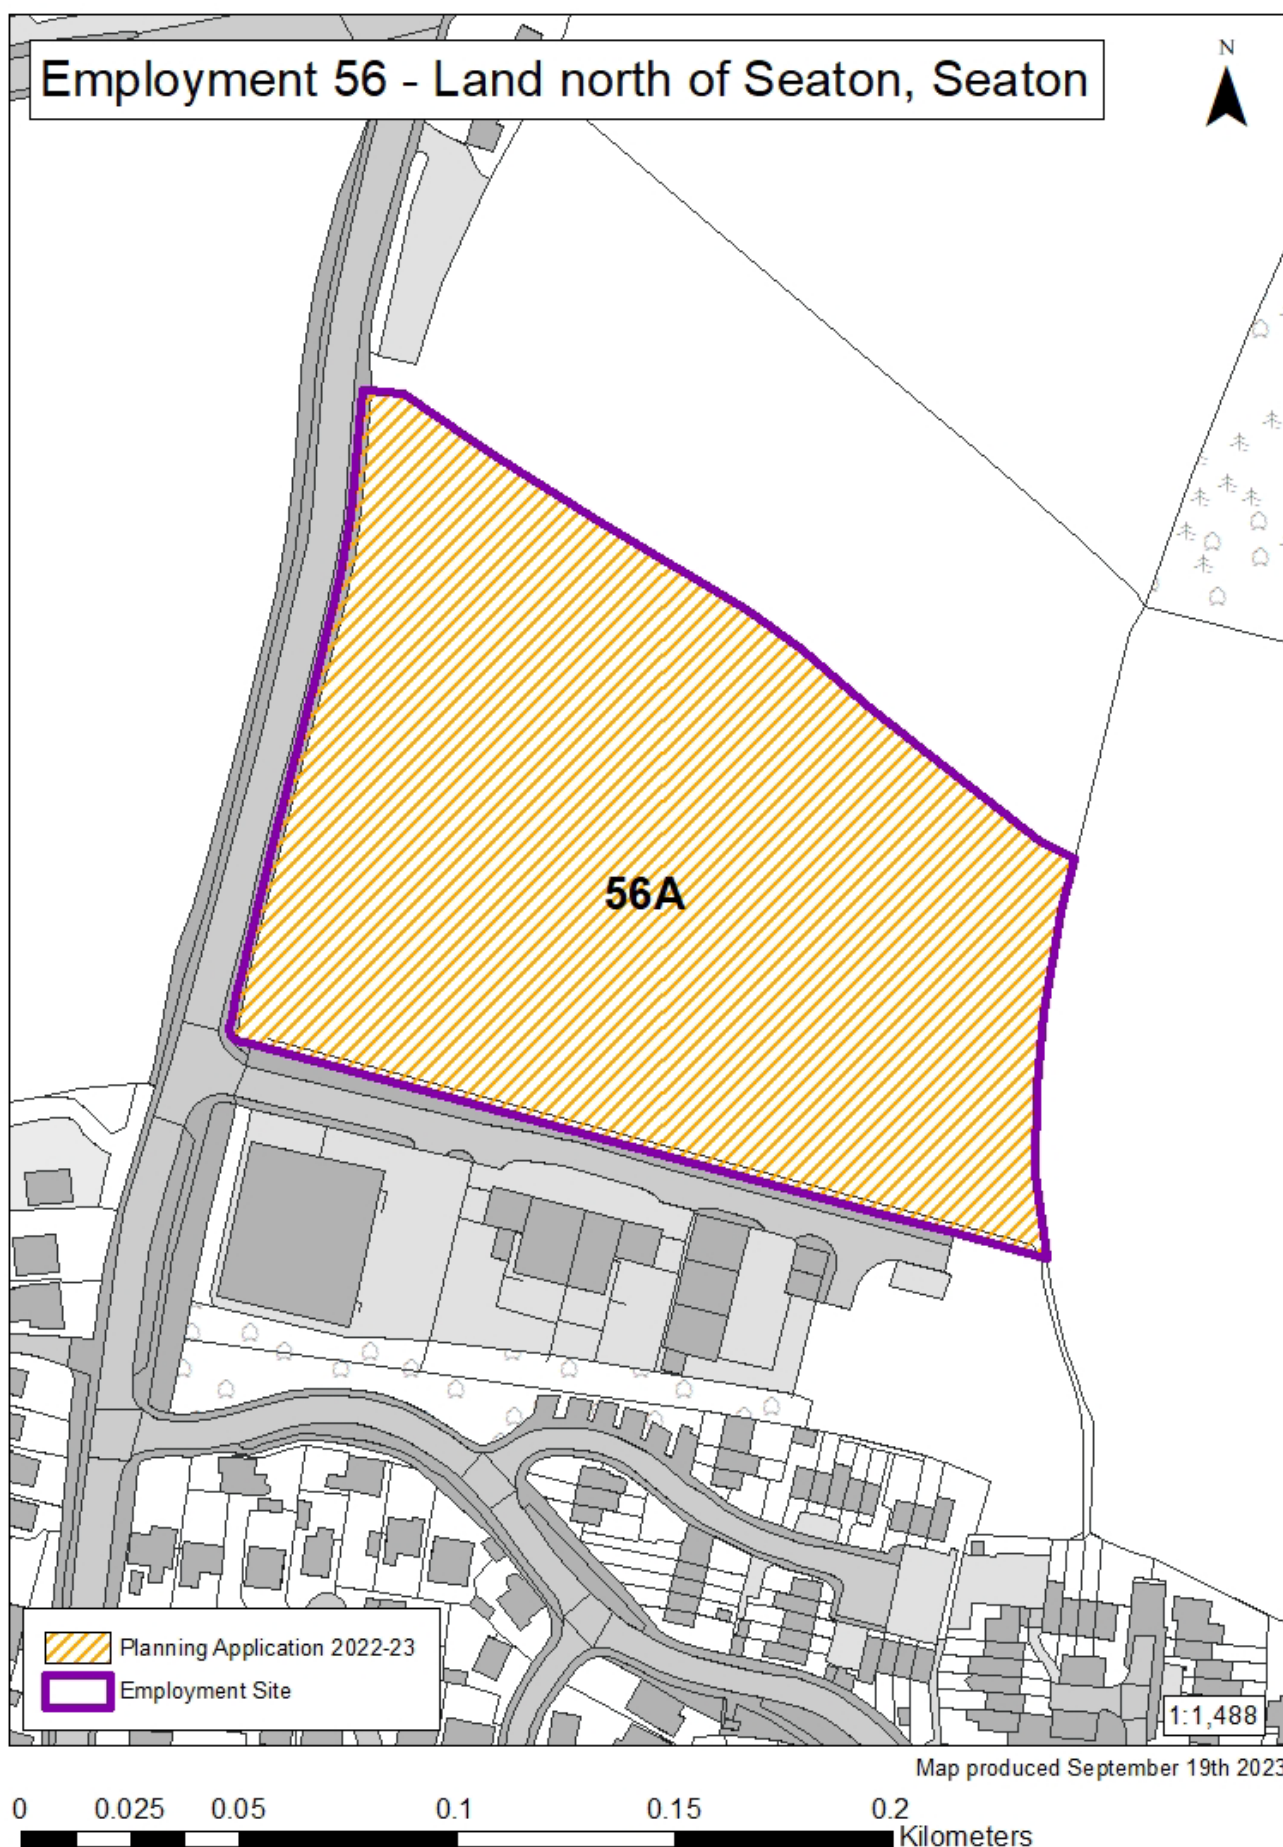 Employment 56 - Land north of Seaton, Seaton
N
56A
Planning Application 2022-23
Employment Site
1:1,488
Map produced September 19th 2023
0 0.025 0.05 0.1 0.15 0.2
Kilometers